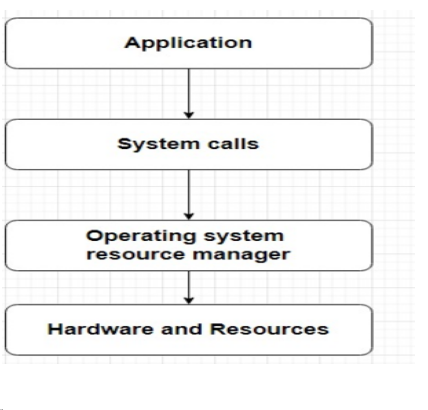 Application
System calls
Operating system
resource manager
Hardware and Resources